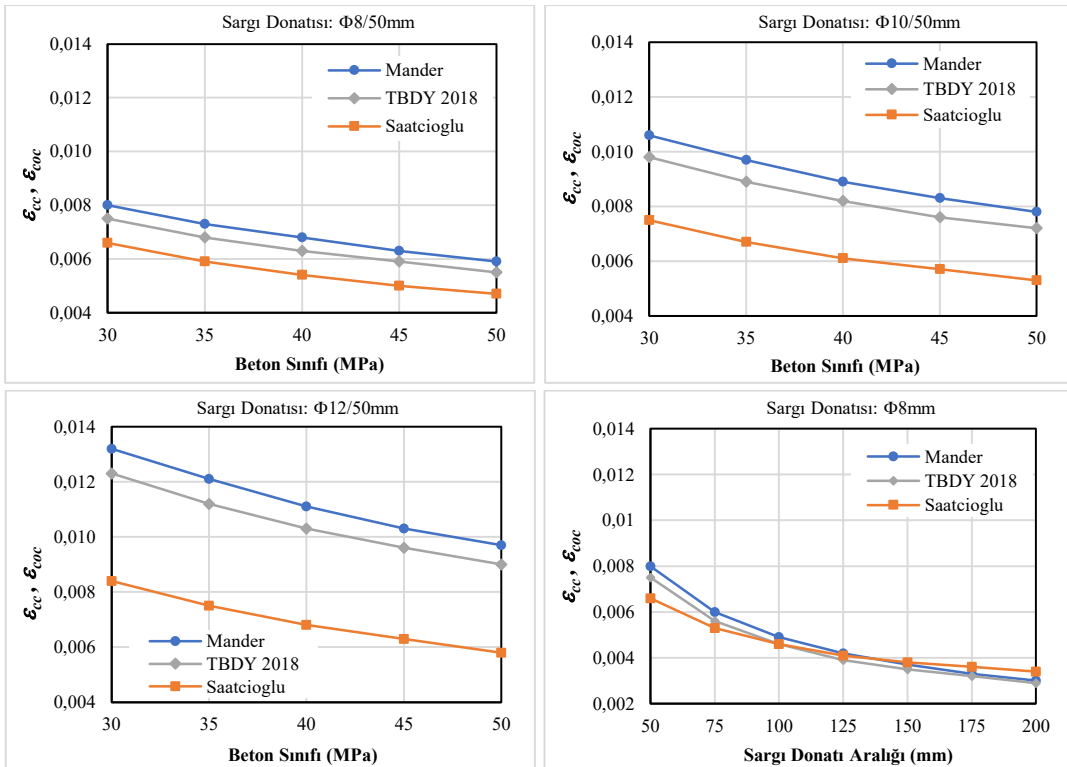 Sargı Donatısı: Φ8/50mm
0,014
0,012
0,010
0,008
0,006
0,004
εcc, εcoc
Mander
TBDY 2018
Saatcioglu
30 35 40 45 50
Beton Sınıfı (MPa)
Sargı Donatısı: Φ10/50mm
0,014
0,012
0,010
0,008
0,006
0,004
εcc, εcoc
Mander
TBDY 2018
Saatcioglu
30 35 40 45 50
Beton Sınıfı (MPa)
Sargı Donatısı: Φ12/50mm
0,014
0,012
0,010
0,008
0,006
0,004
εcc, εcoc
Mander
TBDY 2018
Saatcioglu
30 35 40 45 50
Beton Sınıfı (MPa)
Sargı Donatısı: Φ8mm
0,014
0,012
0,01
0,008
0,006
0,004
0,002
εcc, εcoc
Mander
TBDY 2018
Saatcioglu
50 75 100 125 150 175 200
Sargı Donatı Aralığı (mm)